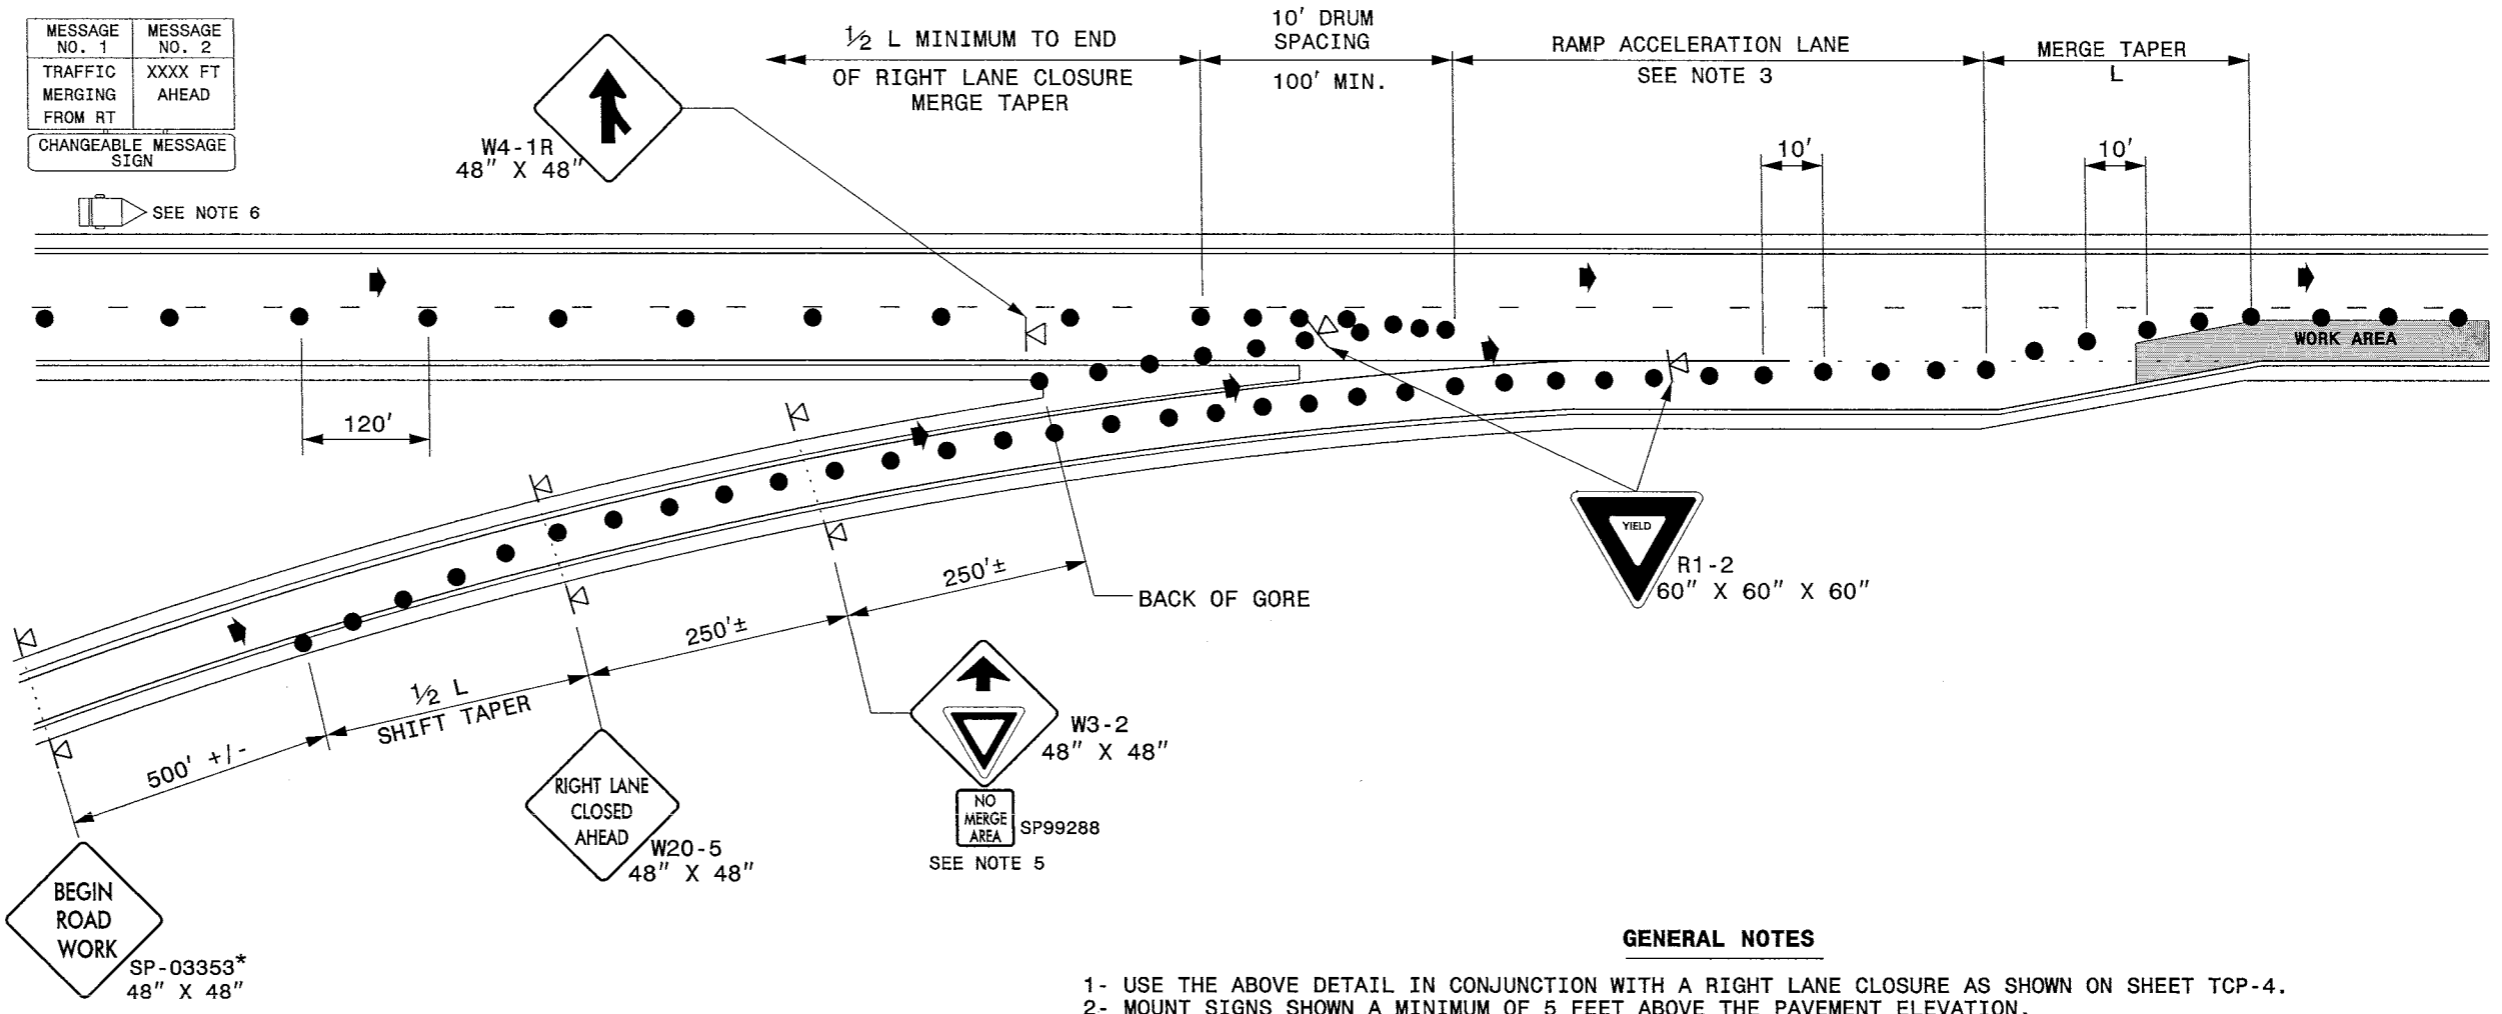 MESSAGE NO. 1
MESSAGE NO. 2
TRAFFIC MERGING FROM RT
XXXX FT AHEAD
CHANGEABLE MESSAGE SIGN
SEE NOTE 6
W4-1R
48" X 48"
½ L MINIMUM TO END
OF RIGHT LANE CLOSURE
MERGE TAPER
10' DRUM
SPACING
100' MIN.
RAMP ACCELERATION LANE
SEE NOTE 3
MERGE TAPER
L
10'
10'
WORK AREA
120'
YIELD
R1-2
60" X 60" X 60"
250'±
BACK OF GORE
250'±
½ L
SHIFT TAPER
500' +/-
W3-2
48" X 48"
NO
MERGE
AREA
SP99288
SEE NOTE 5
RIGHT LANE
CLOSED
AHEAD
W20-5
48" X 48"
BEGIN
ROAD
WORK
SP-03353*
48" X 48"
GENERAL NOTES
1- USE THE ABOVE DETAIL IN CONJUNCTION WITH A RIGHT LANE CLOSURE AS SHOWN ON SHEET TCP-4.
2- MOUNT SIGNS SHOWN A MINIMUM OF 5 FEET ABOVE THE PAVEMENT ELEVATION.